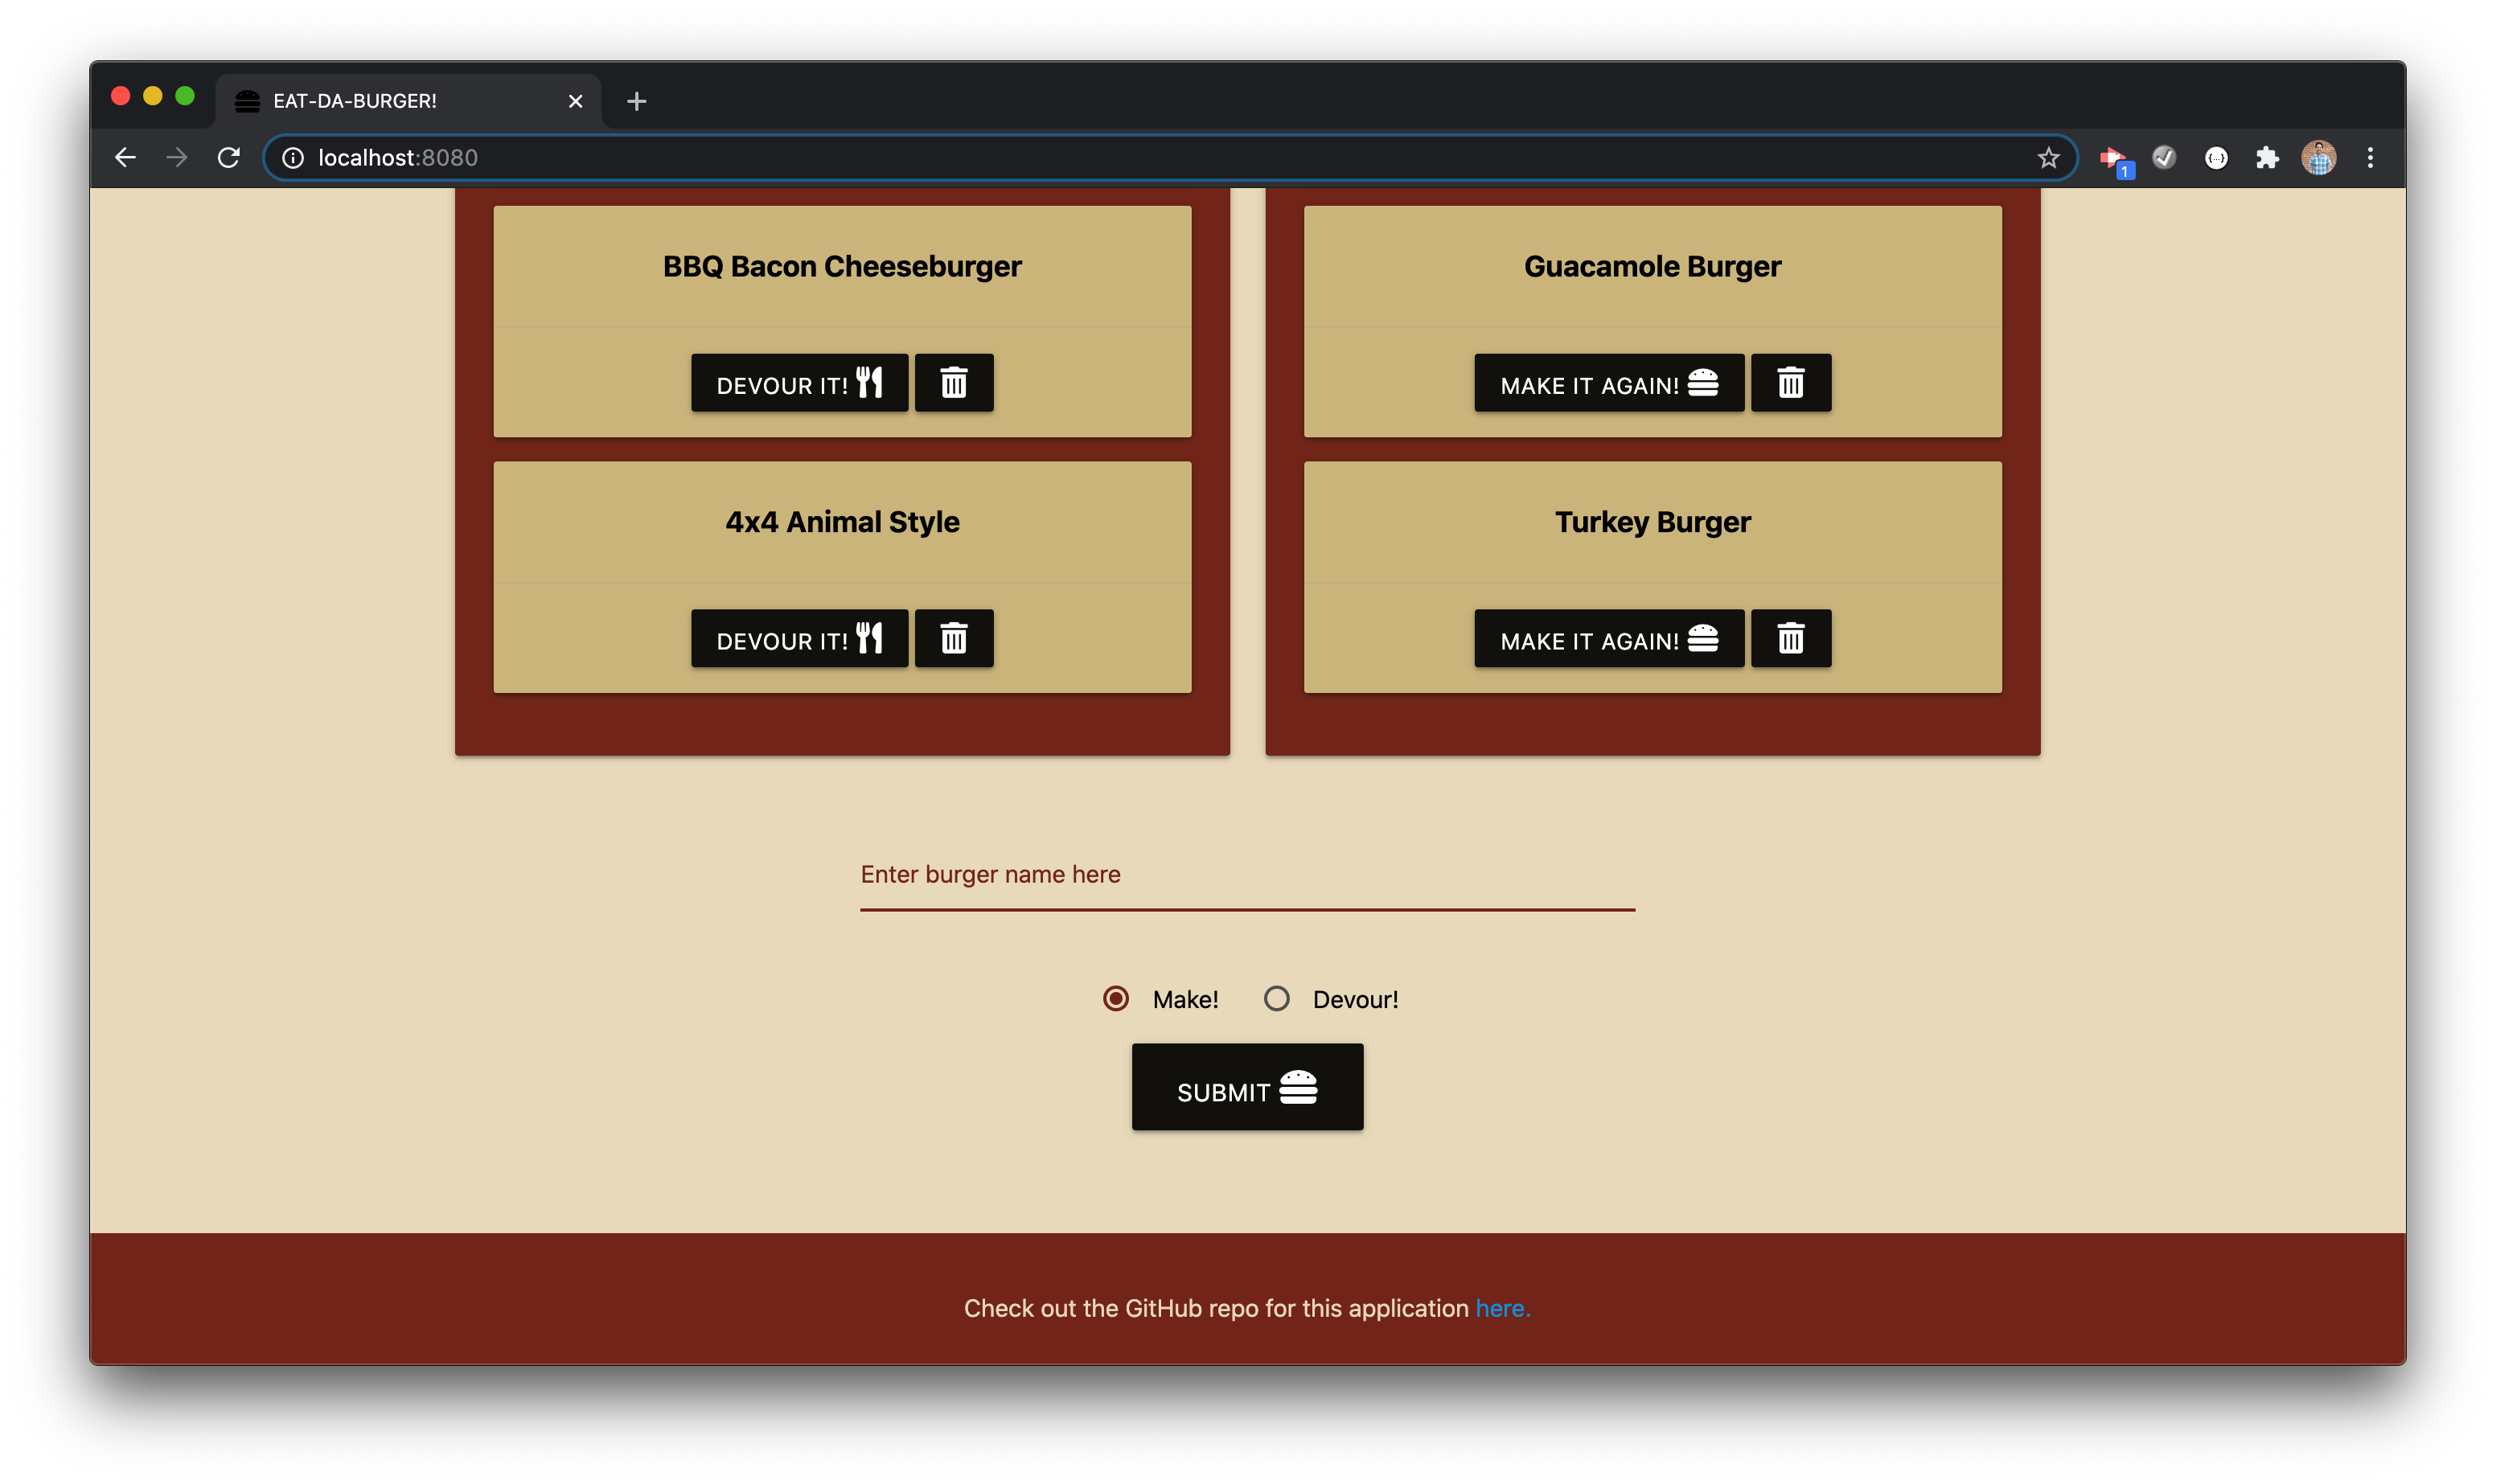 EAT-DA-BURGER!
localhost:8080
1
BBQ Bacon Cheeseburger
DEVOUR IT!
4x4 Animal Style
DEVOUR IT!
Guacamole Burger
MAKE IT AGAIN!
Turkey Burger
MAKE IT AGAIN!
Enter burger name here
Make! Devour!
SUBMIT
Check out the GitHub repo for this application here.